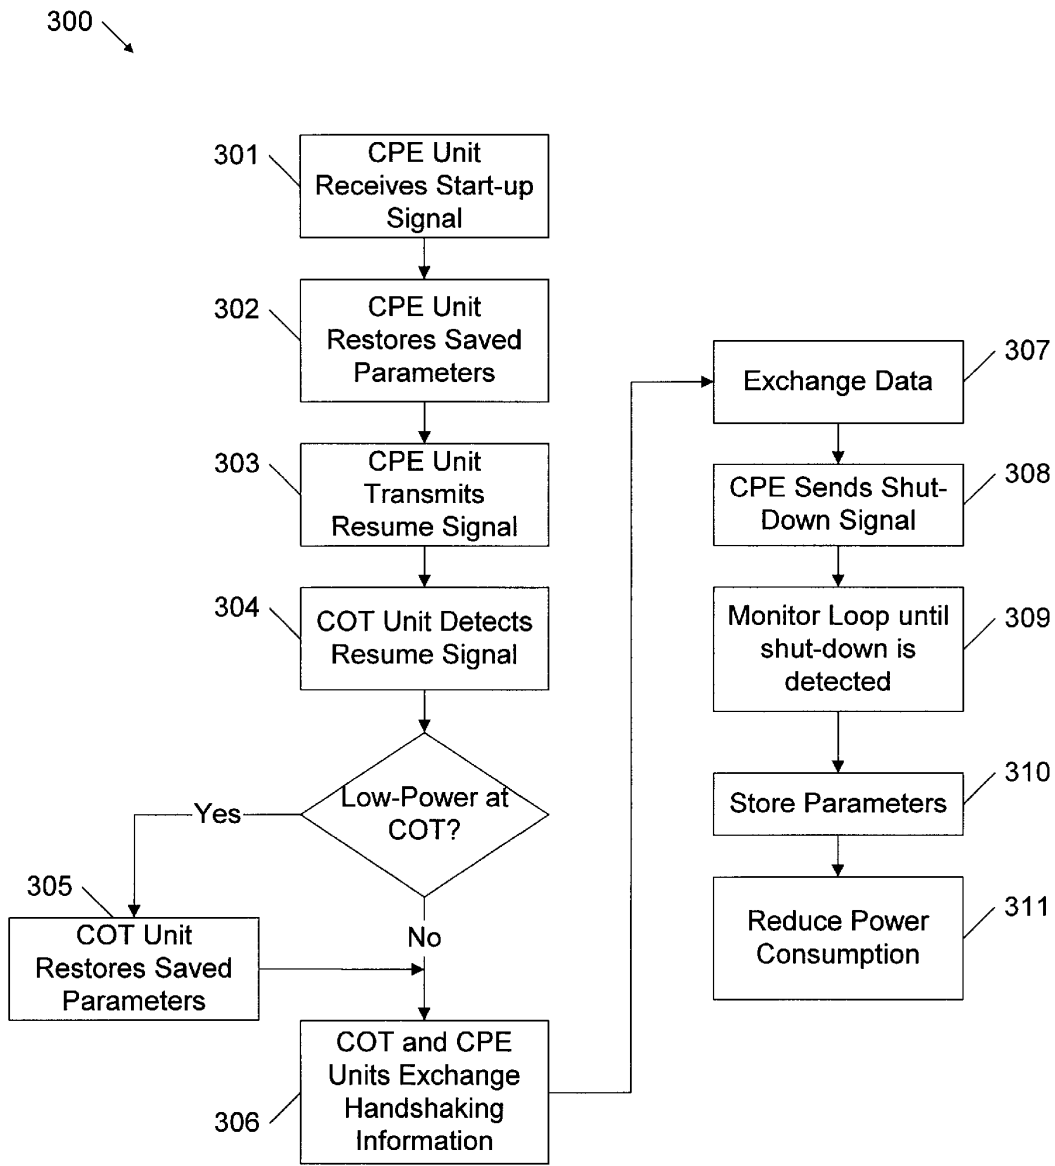 300
301
CPE Unit
Receives Start-up
Signal
302
CPE Unit
Restores Saved
Parameters
303
CPE Unit
Transmits
Resume Signal
304
COT Unit Detects
Resume Signal
Low-Power at
COT?
Yes
No
305
COT Unit
Restores Saved
Parameters
306
COT and CPE
Units Exchange
Handshaking
Information
307
Exchange Data
308
CPE Sends Shut-
Down Signal
309
Monitor Loop until
shut-down is
detected
310
Store Parameters
311
Reduce Power
Consumption